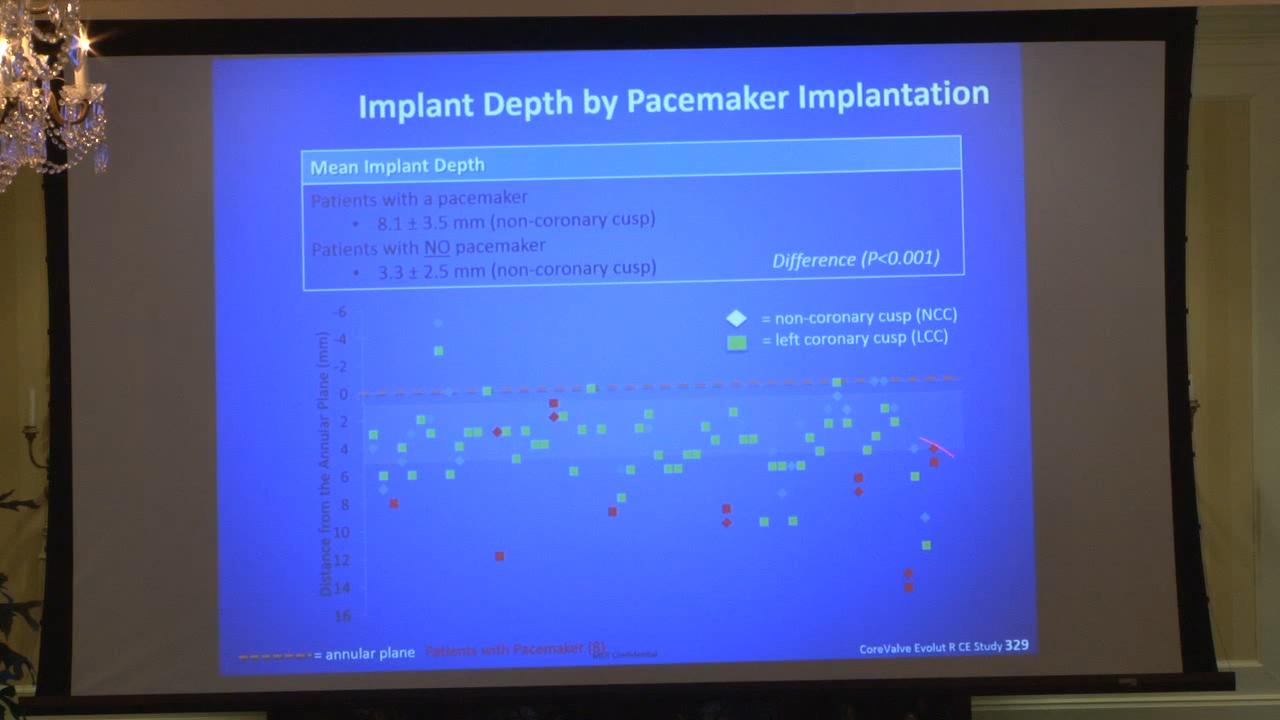 Implant Depth by Pacemaker Implantation
Mean Implant Depth
Patients with a pacemaker
• 8.1 ± 3.5 mm (non-coronary cusp)
Patients with NO pacemaker
• 3.3 ± 2.5 mm (non-coronary cusp)
Difference (P<0.001)
= non-coronary cusp (NCC)
= left coronary cusp (LCC)
Distance from the Annular Plane (mm)
-6
-4
-2
0
2
4
6
8
10
12
14
16
= annular plane
Patients with Pacemaker (8)
Confidential
CoreValve Evolut R CE Study 329